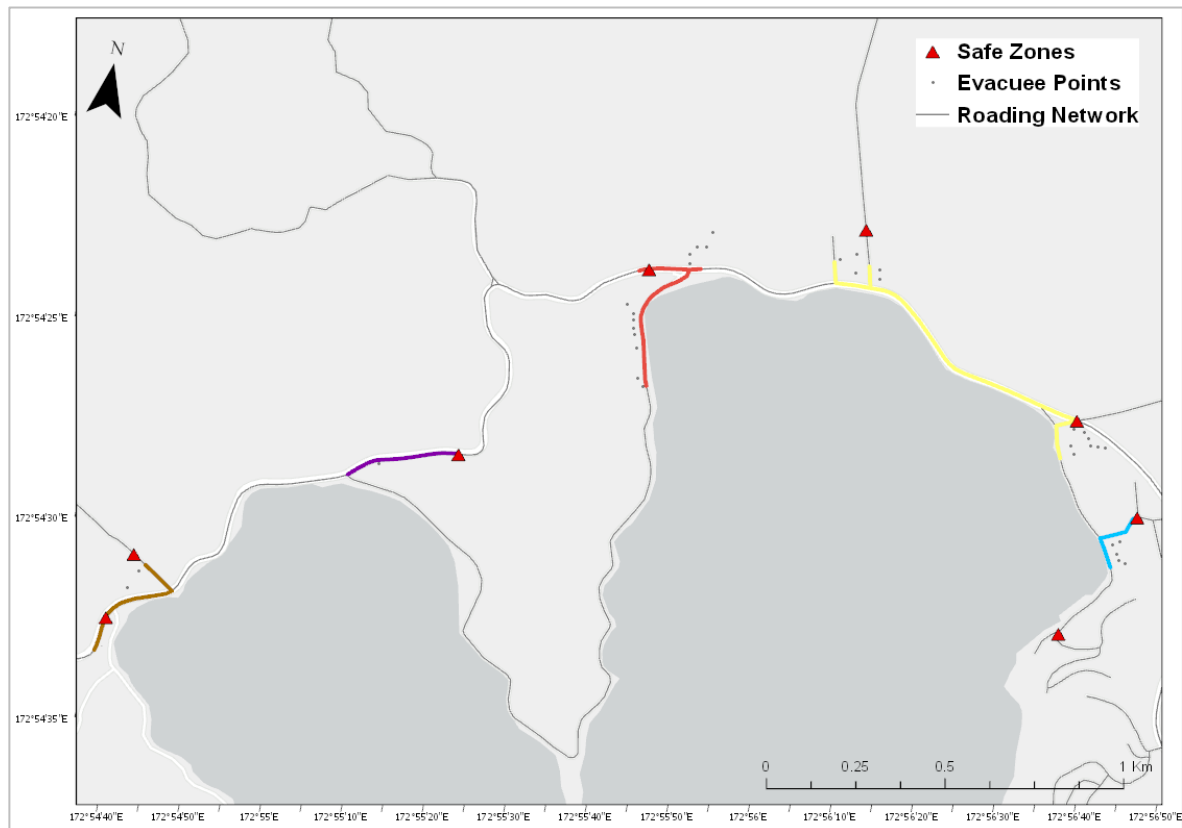 N
Safe Zones
Evacuee Points
Roading Network
172°54'20"E
172°54'25"E
172°54'30"E
172°54'35"E
0 0.25 0.5 1 Km
172°54'40"E 172°54'50"E 172°55'E 172°55'10"E 172°55'20"E 172°55'30"E 172°55'40"E 172°55'50"E 172°56'E 172°56'10"E 172°56'20"E 172°56'30"E 172°56'40"E 172°56'50"E